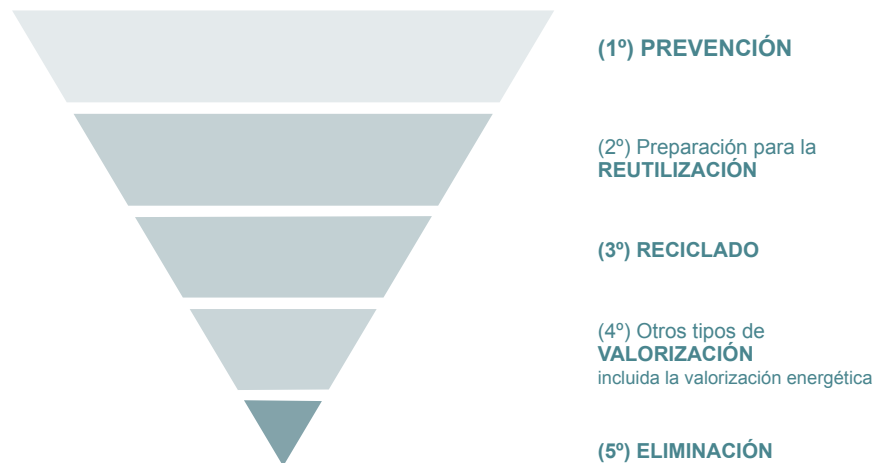 (1º) PREVENCIÓN
(2º) Preparación para la
REUTILIZACIÓN
(3º) RECICLADO
(4º) Otros tipos de
VALORIZACIÓN
incluida la valorización energética
(5º) ELIMINACIÓN